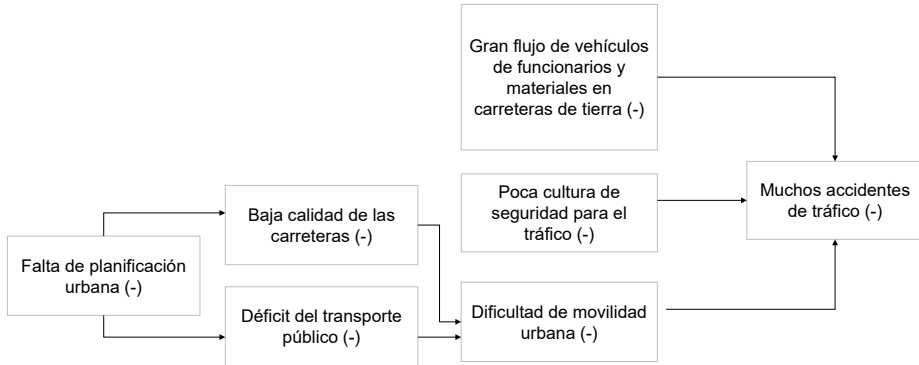 Gran flujo de vehículos
de funcionarios y
materiales en
carreteras de tierra (-)
Baja calidad de las
carreteras (-)
Poca cultura de
seguridad para el
tráfico (-)
Muchos accidentes
de tráfico (-)
Falta de planificación
urbana (-)
Déficit del transporte
público (-)
Dificultad de movilidad
urbana (-)